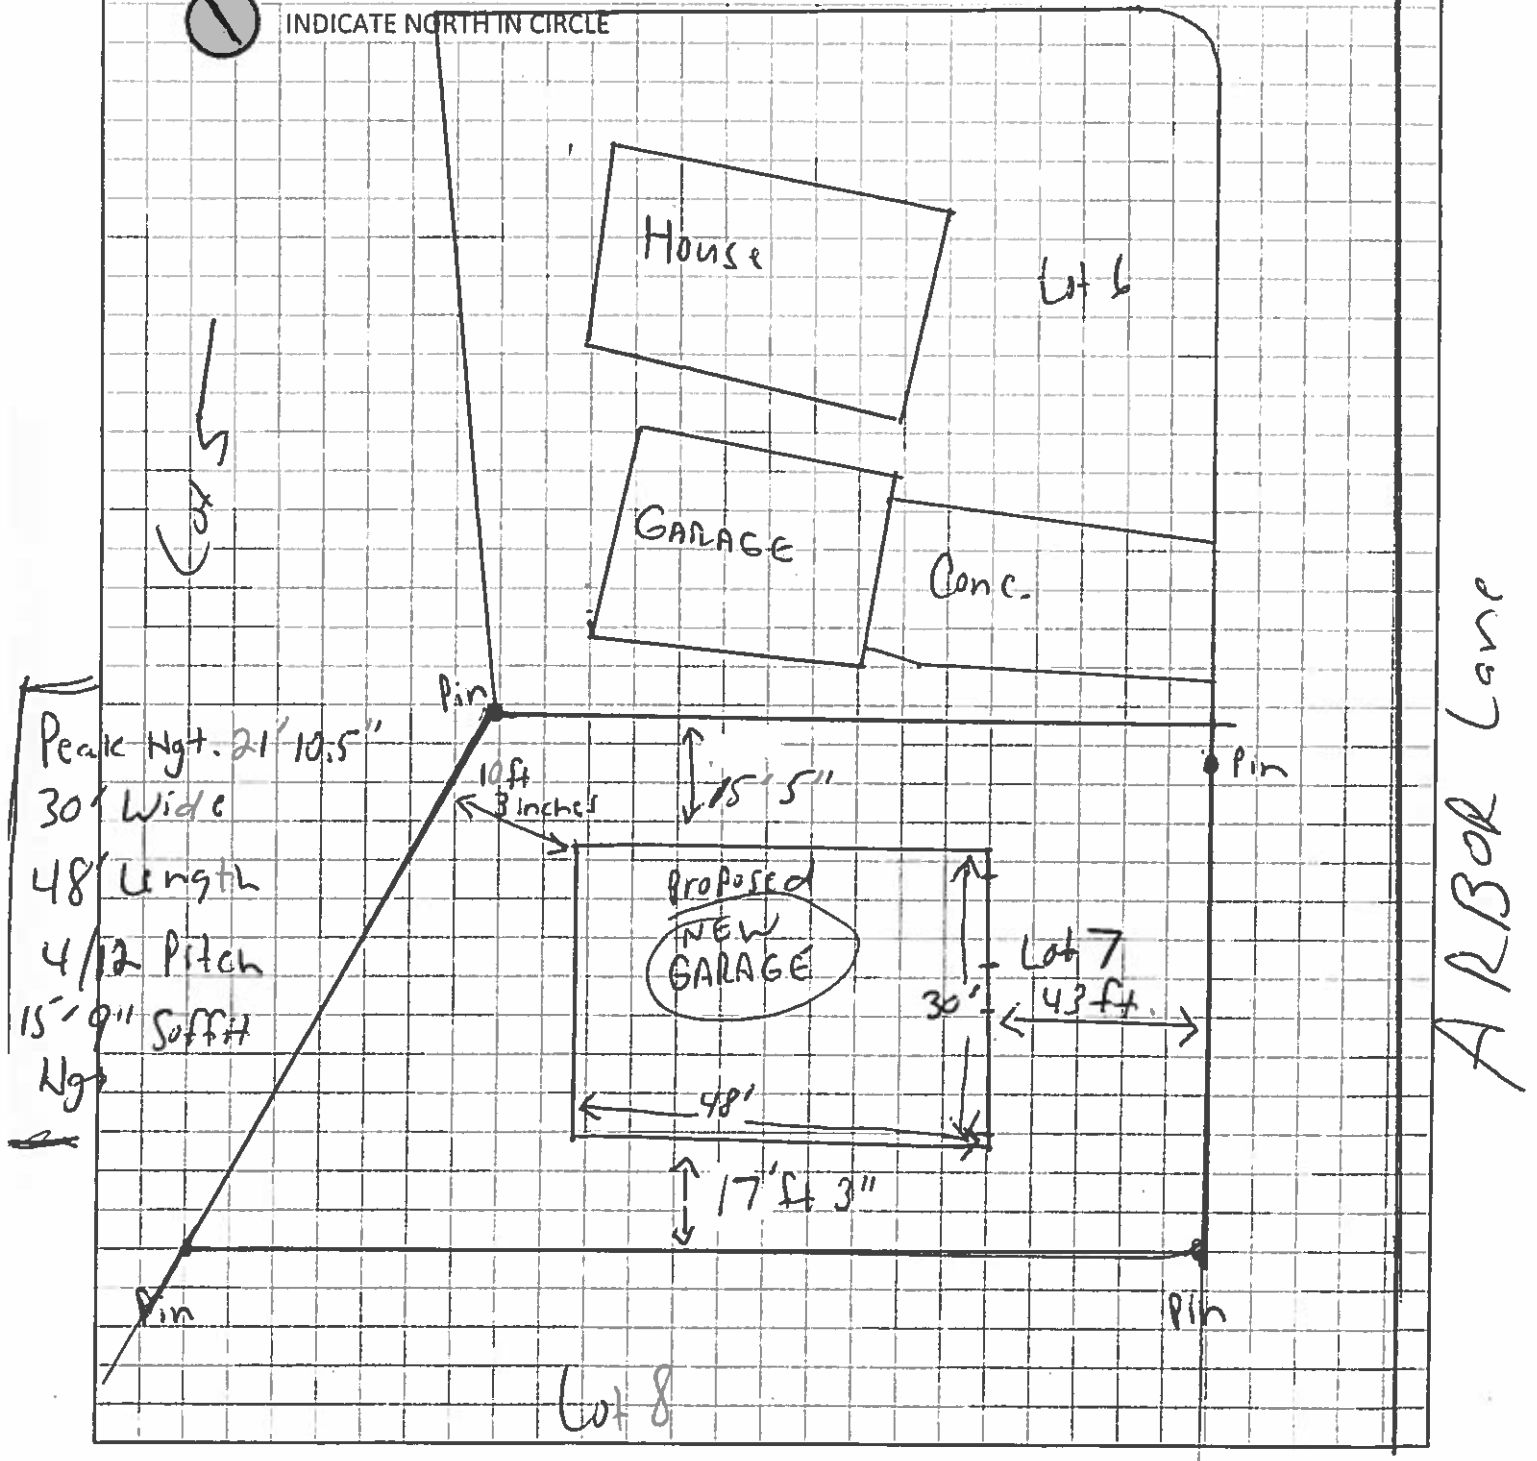 INDICATE NORTH IN CIRCLE
House
Lot 6
GARAGE
Conc.
Lot 5
Pin
Pin
Peak Hgt. 21' 10.5"
30' Wide
48' Length
4/12 Pitch
15' 9" Soffit
Hgt
10ft
3 inches
15' 5"
Proposed
NEW
GARAGE
30'
48'
Lot 7
43 ft.
17' ft 3"
Pin
Pin
Lot 8
ARBOR Lane